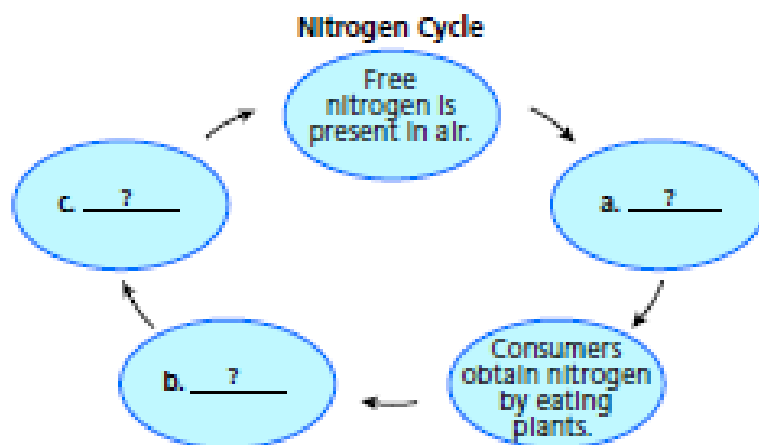 Nitrogen Cycle
Free
nitrogen is
present in air.
a. ?
Consumers
obtain nitrogen
by eating
plants.
b. ?
c. ?